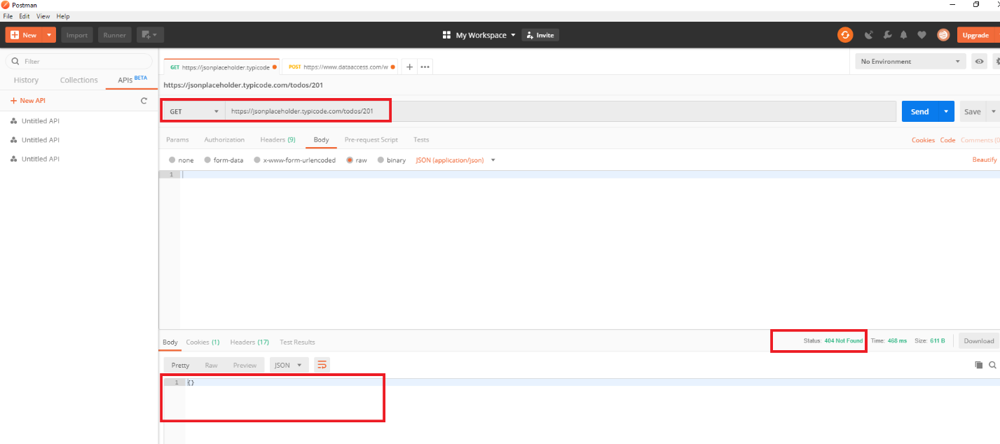 Postman
File Edit View Help
New Import Runner My Workspace Invite Upgrade
Filter
History Collections APIs BETA
New API
Untitled API
Untitled API
Untitled API
GET https://jsonplaceholder.typicode POST https://www.dataaccess.com/w No Environment
https://jsonplaceholder.typicode.com/todos/201
GET https://jsonplaceholder.typicode.com/todos/201 Send Save
Params Authorization Headers (9) Body Pre-request Script Tests Cookies Code Comments (0
none form-data x-www-form-urlencoded raw binary JSON (application/json) Beautify
1
Body Cookies (1) Headers (17) Test Results Status: 404 Not Found Time: 468 ms Size: 611 B Download
Pretty Raw Preview JSON
1 {}